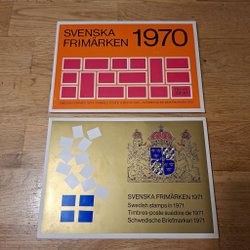 SVENSKA
FRIMÄRKEN 1970
SVENSKA FRIMÄRKEN 1971
Swedish stamps in 1971
Timbres-poste suédois de 1971
Schwedische Briefmarken 1971